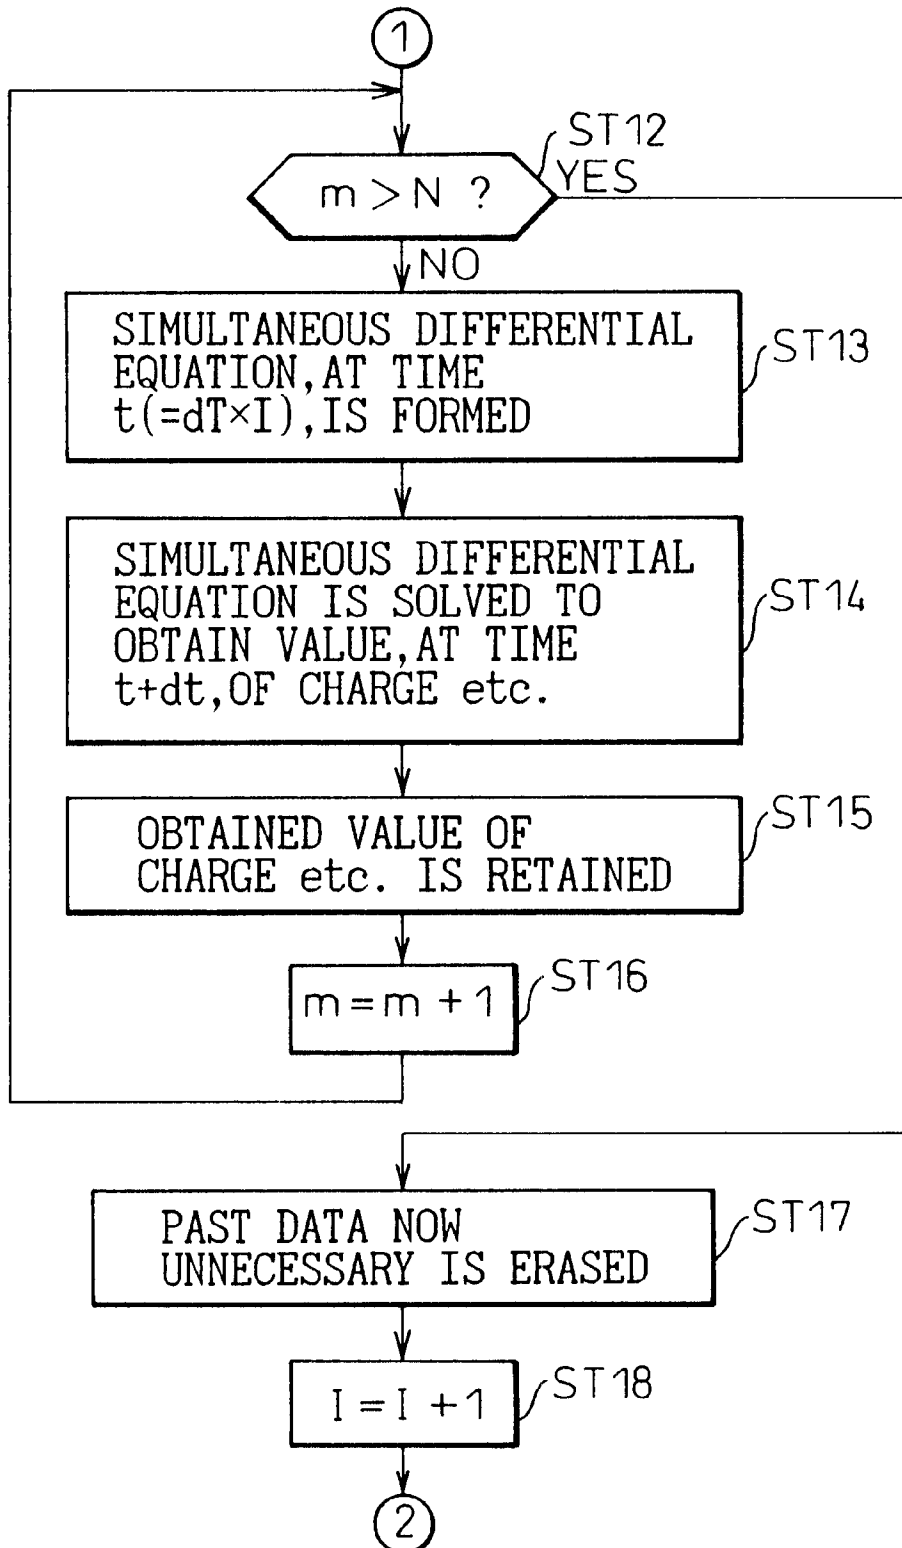 1
ST12
m > N ?
YES
NO
SIMULTANEOUS DIFFERENTIAL
EQUATION, AT TIME
t(=dT×I), IS FORMED
ST13
SIMULTANEOUS DIFFERENTIAL
EQUATION IS SOLVED TO
OBTAIN VALUE, AT TIME
t+dt, OF CHARGE etc.
ST14
OBTAINED VALUE OF
CHARGE etc. IS RETAINED
ST15
m = m + 1
ST16
PAST DATA NOW
UNNECESSARY IS ERASED
ST17
I = I + 1
ST18
2